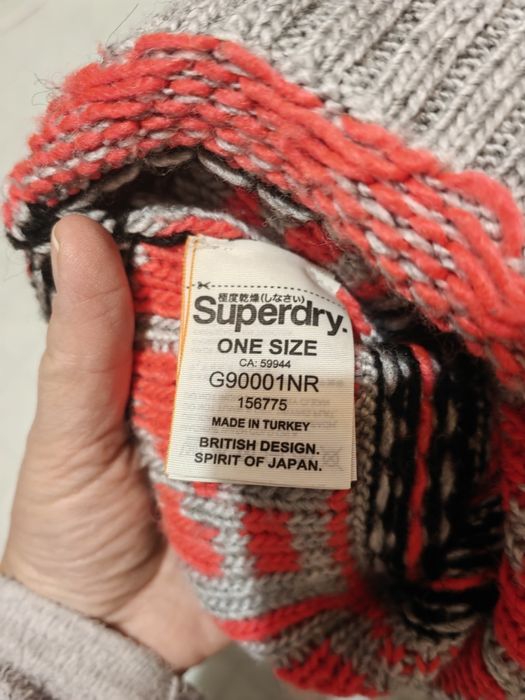 極度乾燥(しなさい)
Superdry.
ONE SIZE
CA: 59944
G90001NR
156775
MADE IN TURKEY
BRITISH DESIGN.
SPIRIT OF JAPAN.